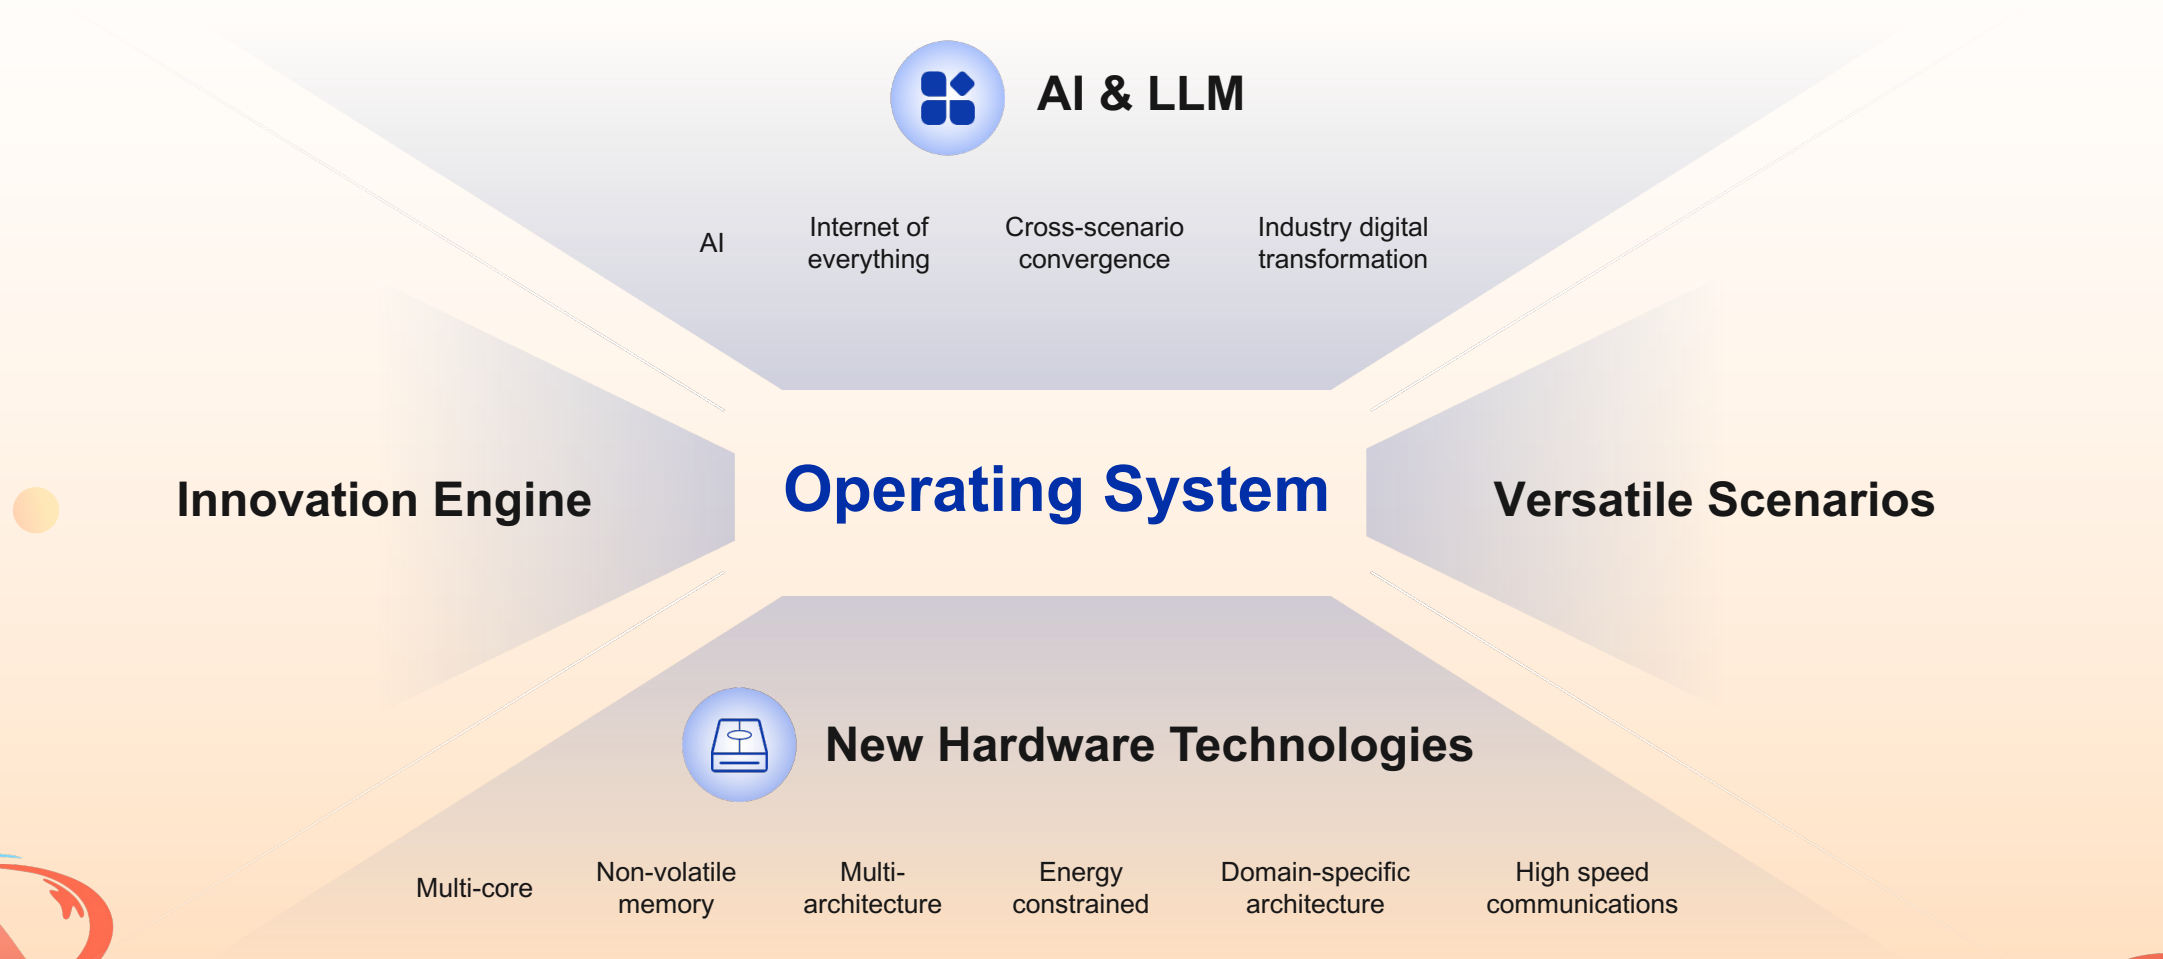 AI & LLM
AI
Internet of
everything
Cross-scenario
convergence
Industry digital
transformation
Innovation Engine
Operating System
Versatile Scenarios
New Hardware Technologies
Multi-core
Non-volatile
memory
Multi-
architecture
Energy
constrained
Domain-specific
architecture
High speed
communications